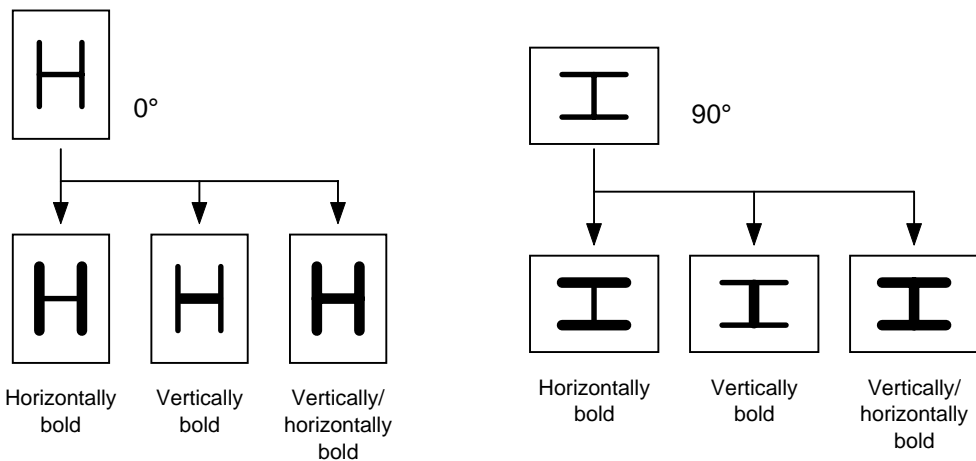 H
0°
H
H
H
Horizontally
bold
Vertically
bold
Vertically/
horizontally
bold
H
90°
H
H
H
Horizontally
bold
Vertically
bold
Vertically/
horizontally
bold